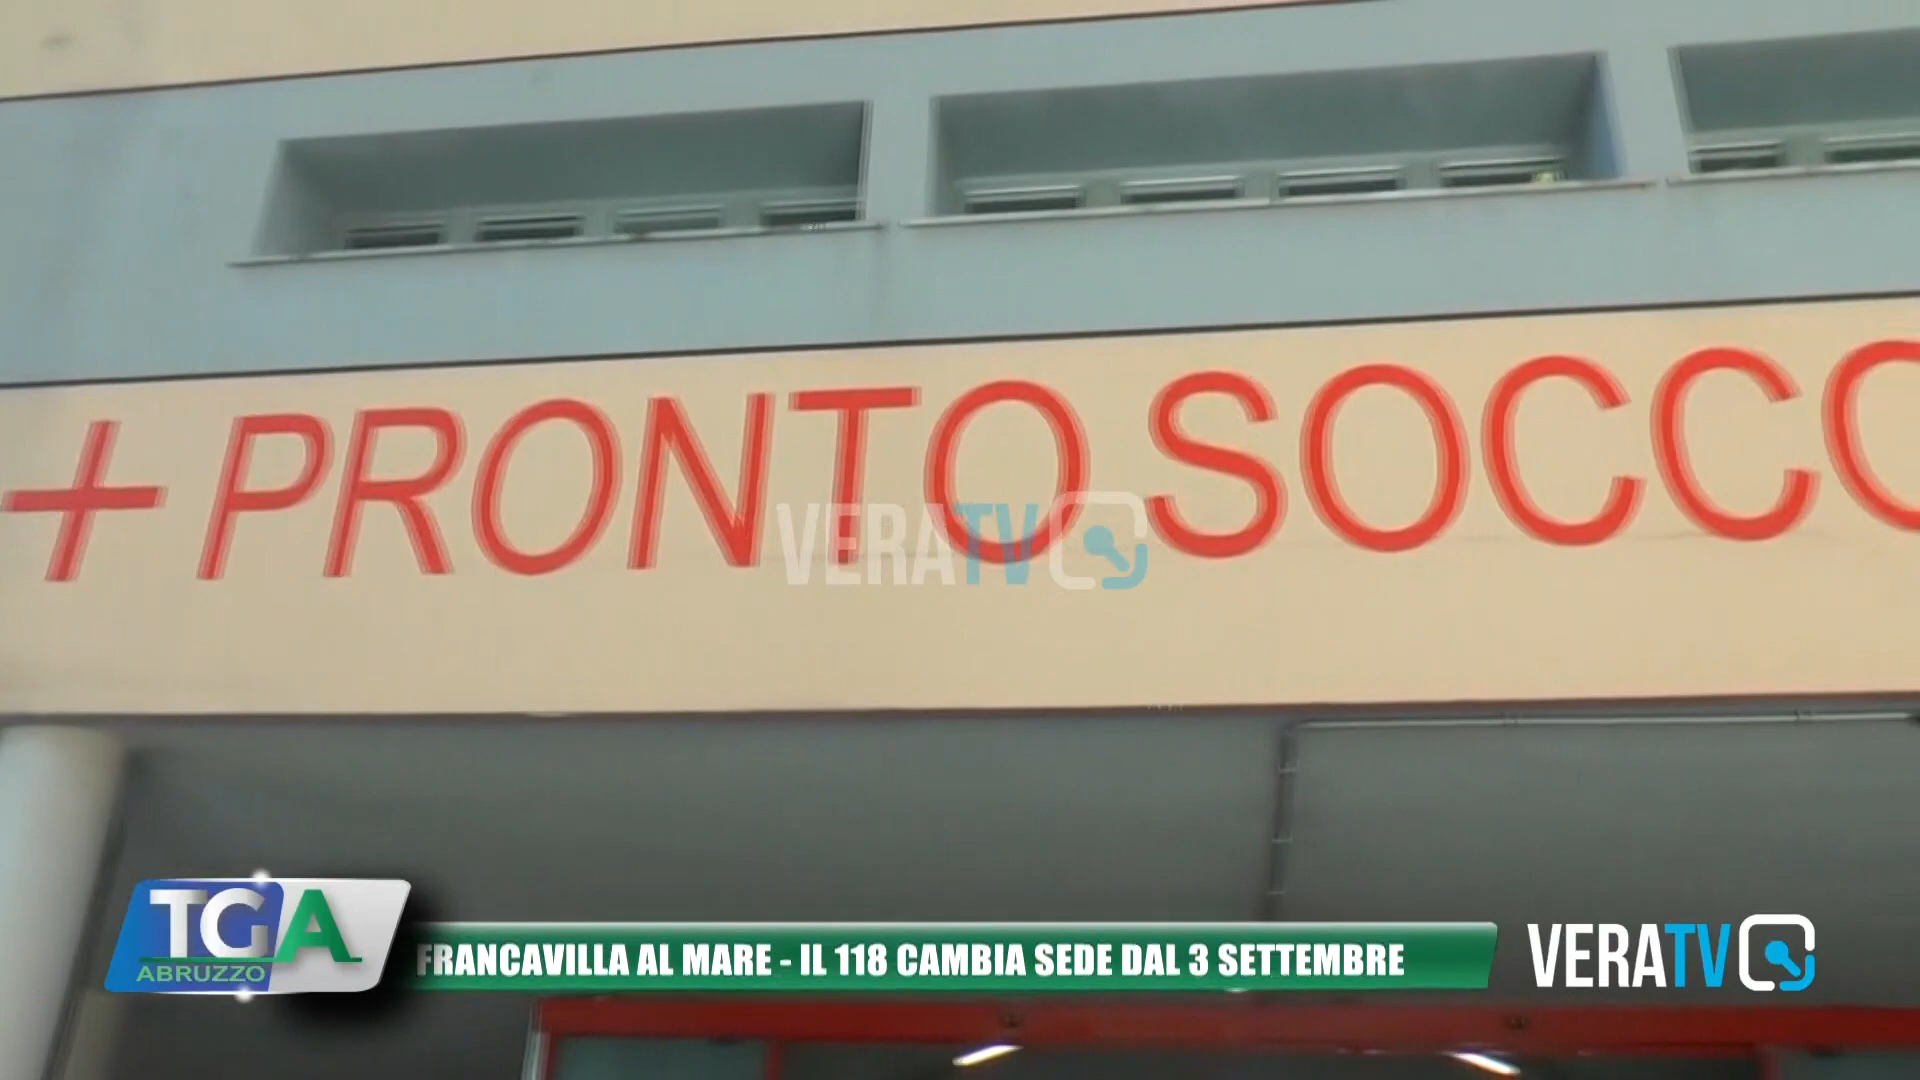 + PRONTO SOCCO
VERATV
TGA
ABRUZZO
FRANCAVILLA AL MARE - IL 118 CAMBIA SEDE DAL 3 SETTEMBRE
VERATV